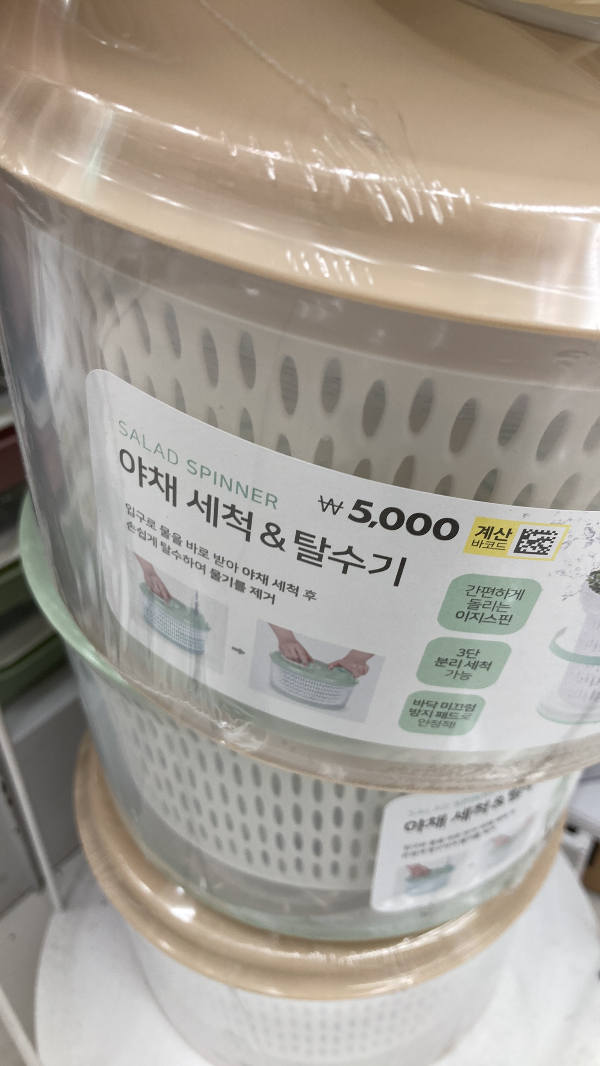 SALAD SPINNER
야채 세척 & 탈수기
₩5,000
계산
바코드
입구로 물을 바로 받아 야채 세척 후
손쉽게 탈수하여 물기를 제거
간편하게
돌리는
이지스핀
3단
분리 세척
가능
바닥 미끄럼
방지 패드로
안정적!
야채 세척 &